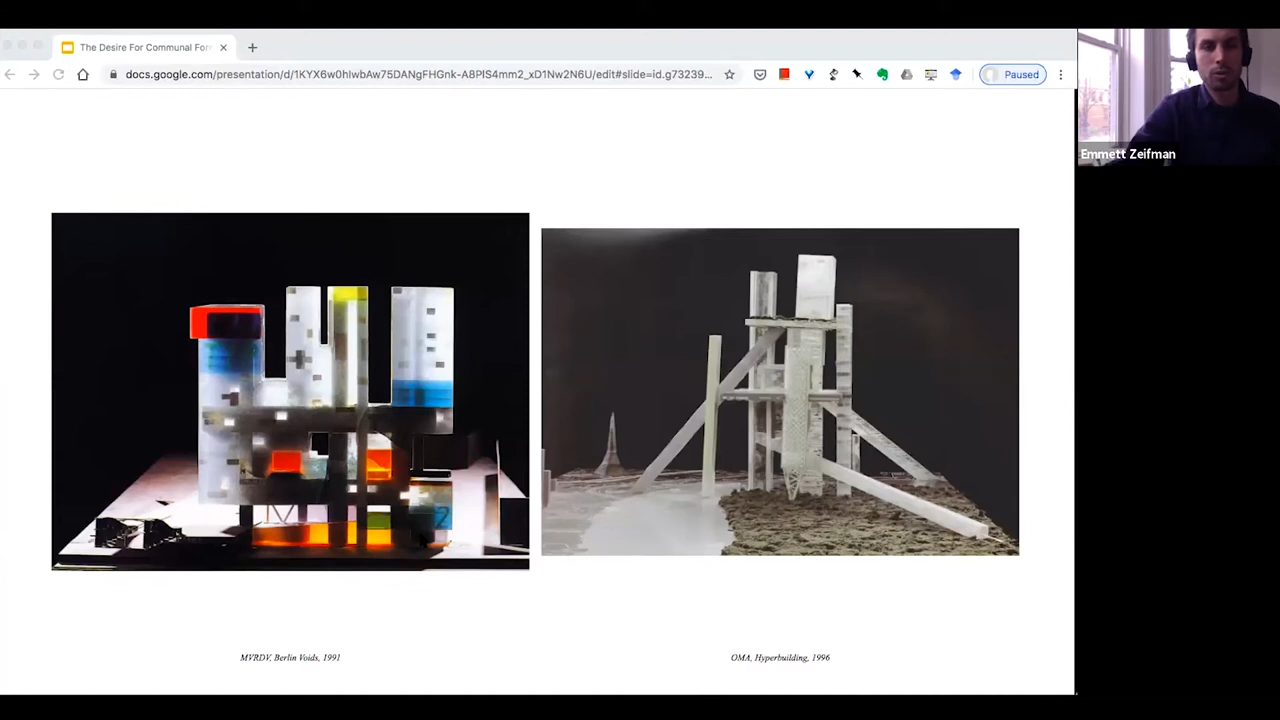 The Desire For Communal For
docs.google.com/presentation/d/1KYX6w0hIwbAw75DANgFHGnk-A8PIS4mm2_xD1Nw2N6U/edit#slide=id.g73239...
Paused
Emmett Zeifman
2
MVRDV, Berlin Voids, 1991
OMA, Hyperbuilding, 1996